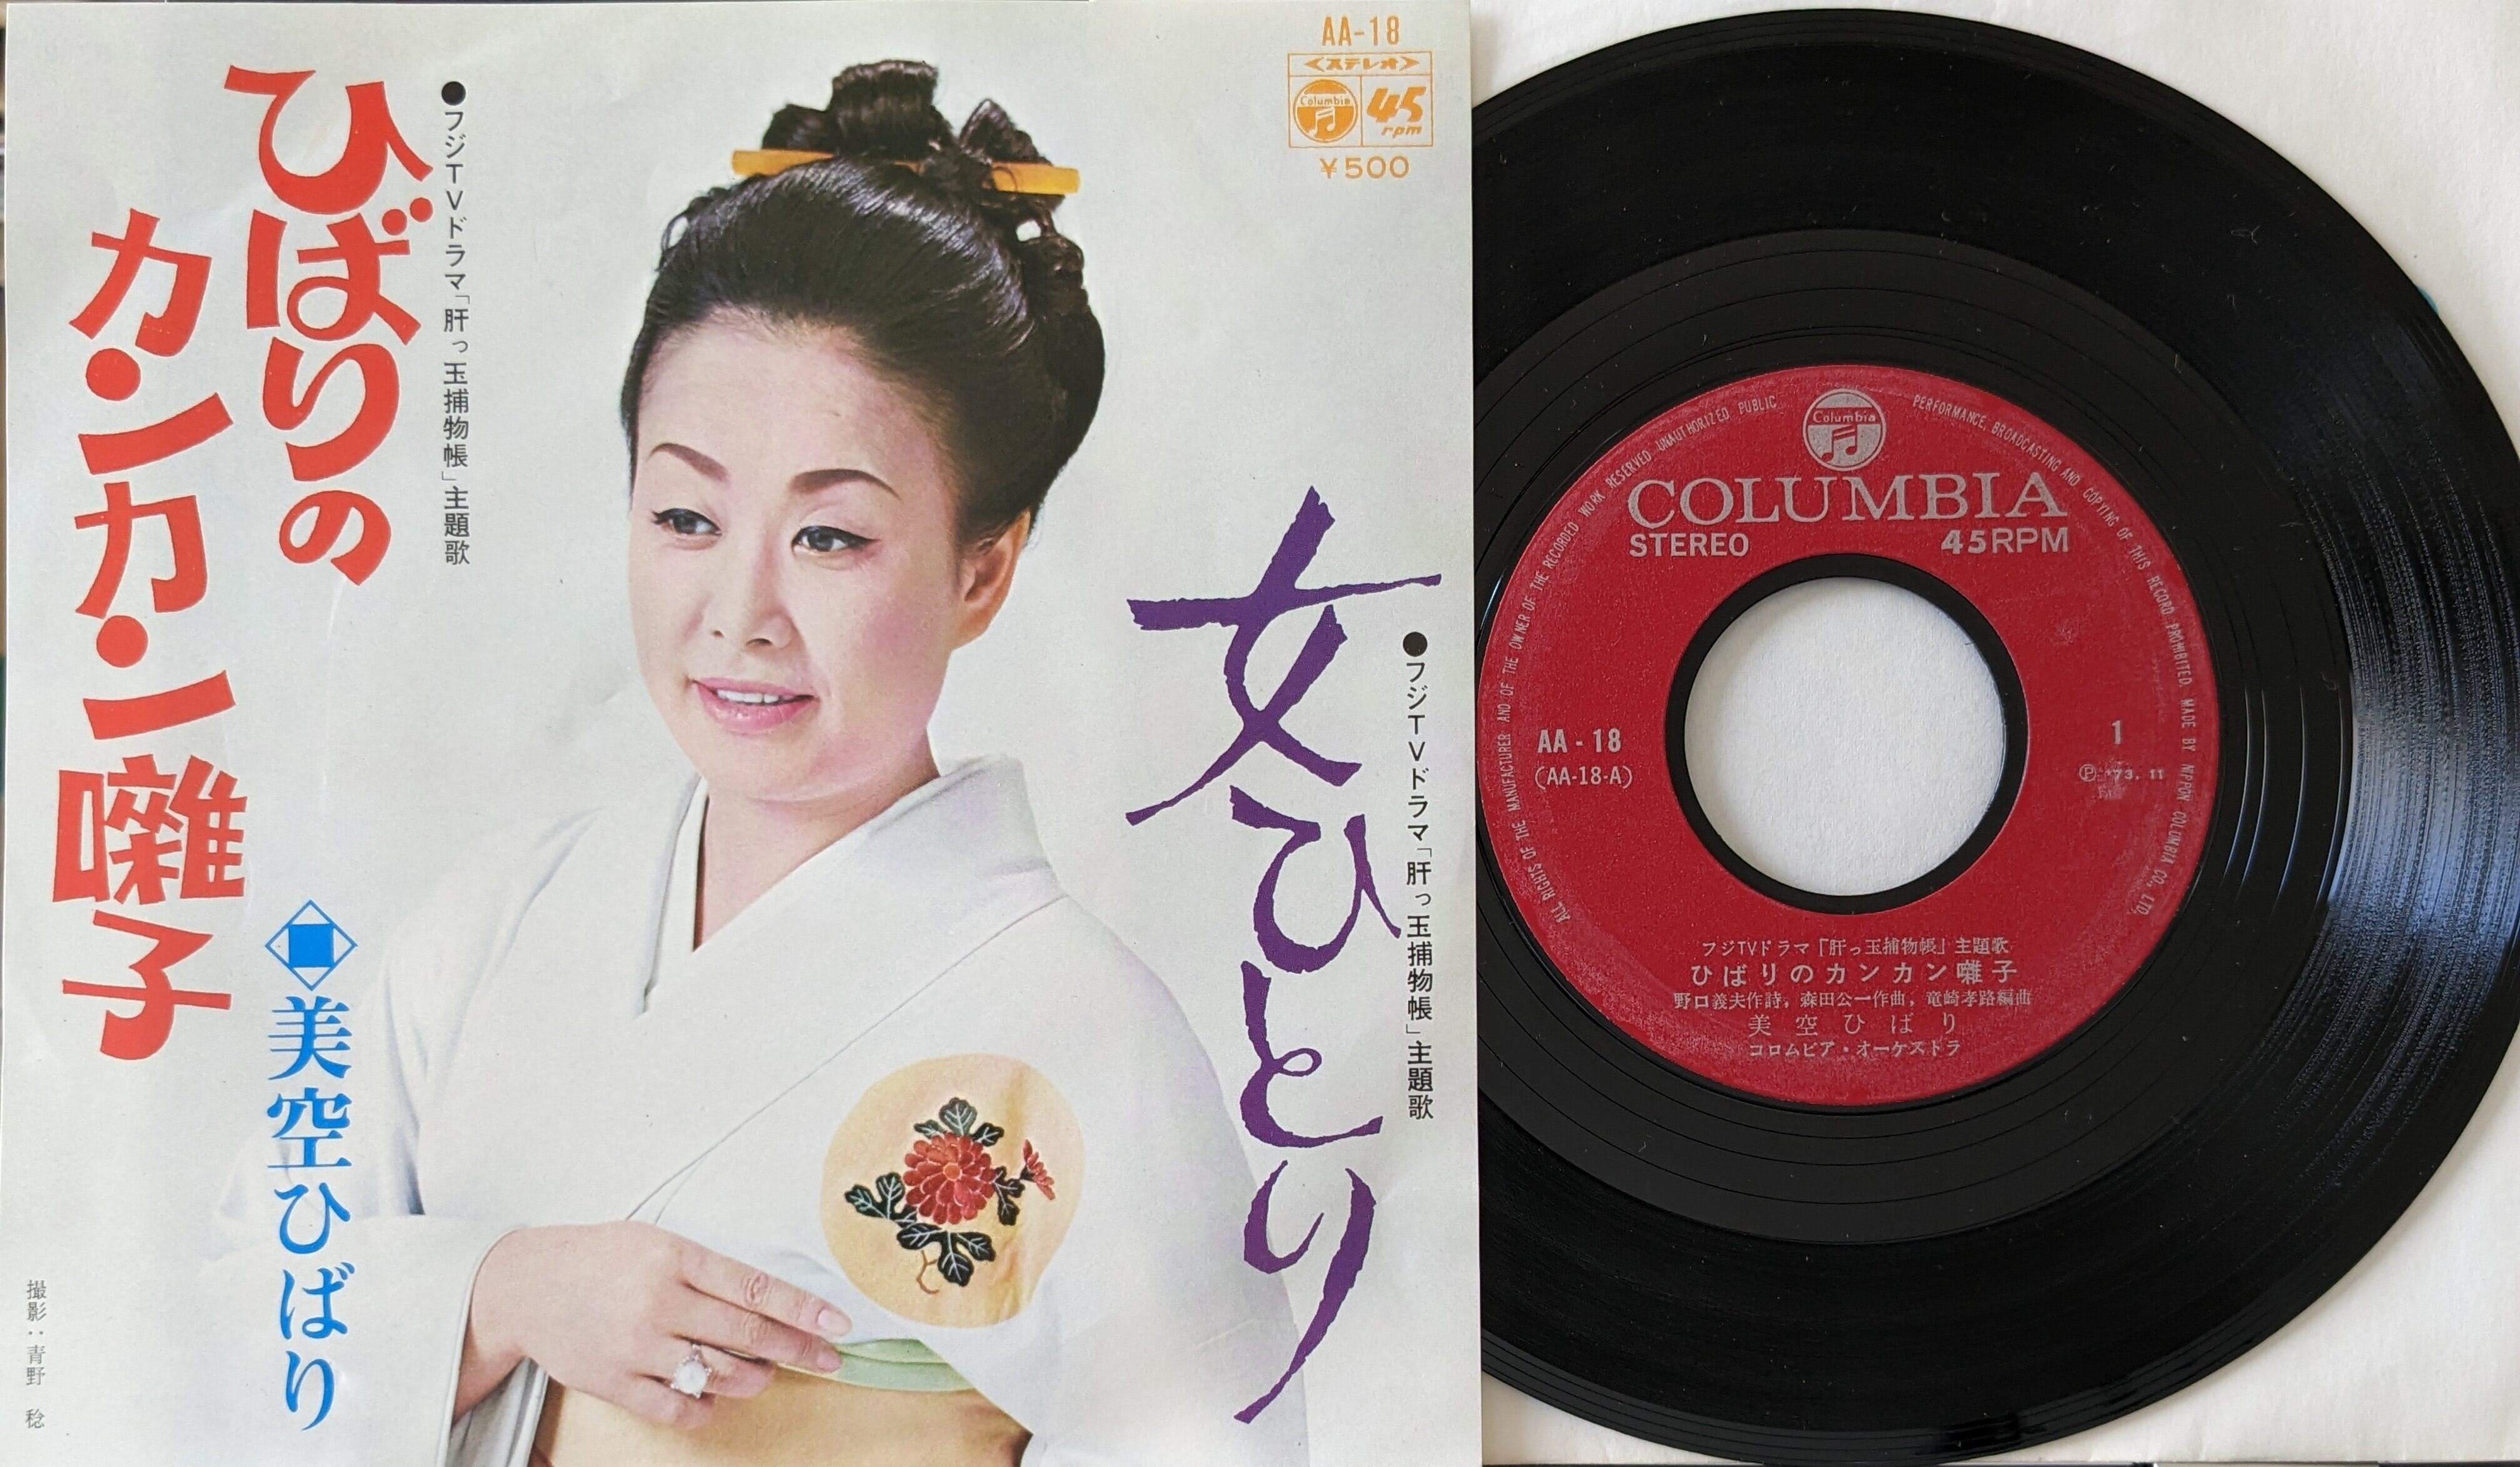 AA-18
<ステレオ>
Columbia
45
rpm
¥500
●フジTVドラマ「肝っ玉捕物帳」主題歌
ひばりの
カンカン囃子
美空ひばり
●フジTVドラマ「肝っ玉捕物帳」主題歌
女ひとり
撮影:青野 稔
ALL RIGHTS OF THE MANUFACTURER AND OF THE OWNER OF THE RECORDED WORK RESERVED UNAUTHORIZED PUBLIC PERFORMANCE, BROADCASTING AND COPYING OF THIS RECORD PROHIBITED. MADE BY NIPPON COLUMBIA CO., LTD.
Columbia
COLUMBIA
STEREO 45RPM
AA-18
(AA-18-A)
1
Ⓟ '73. 11
フジTVドラマ「肝っ玉捕物帳」主題歌
ひばりのカンカン囃子
野口義夫作詩, 森田公一作曲, 竜崎孝路編曲
美空ひばり
コロムビア・オーケストラ